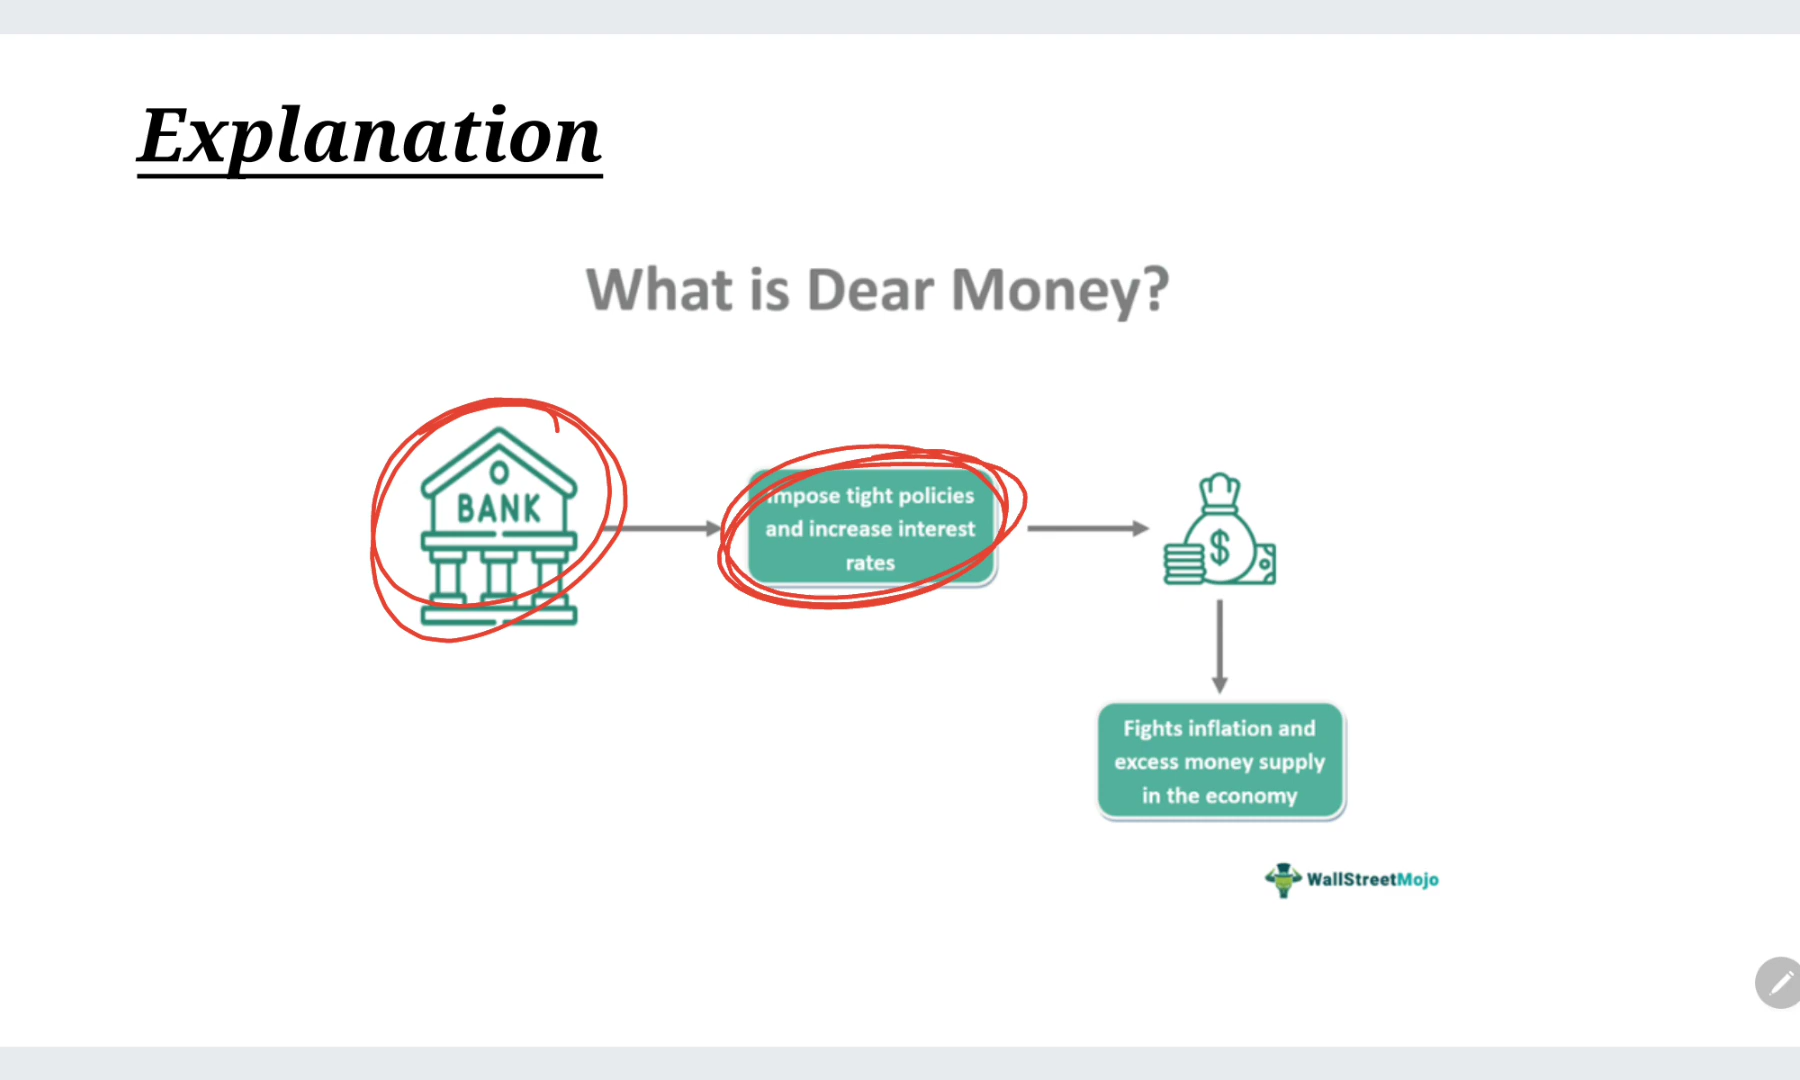 Explanation
What is Dear Money?
BANK
Impose tight policies
and increase interest
rates
$
Fights inflation and
excess money supply
in the economy
WallStreetMojo